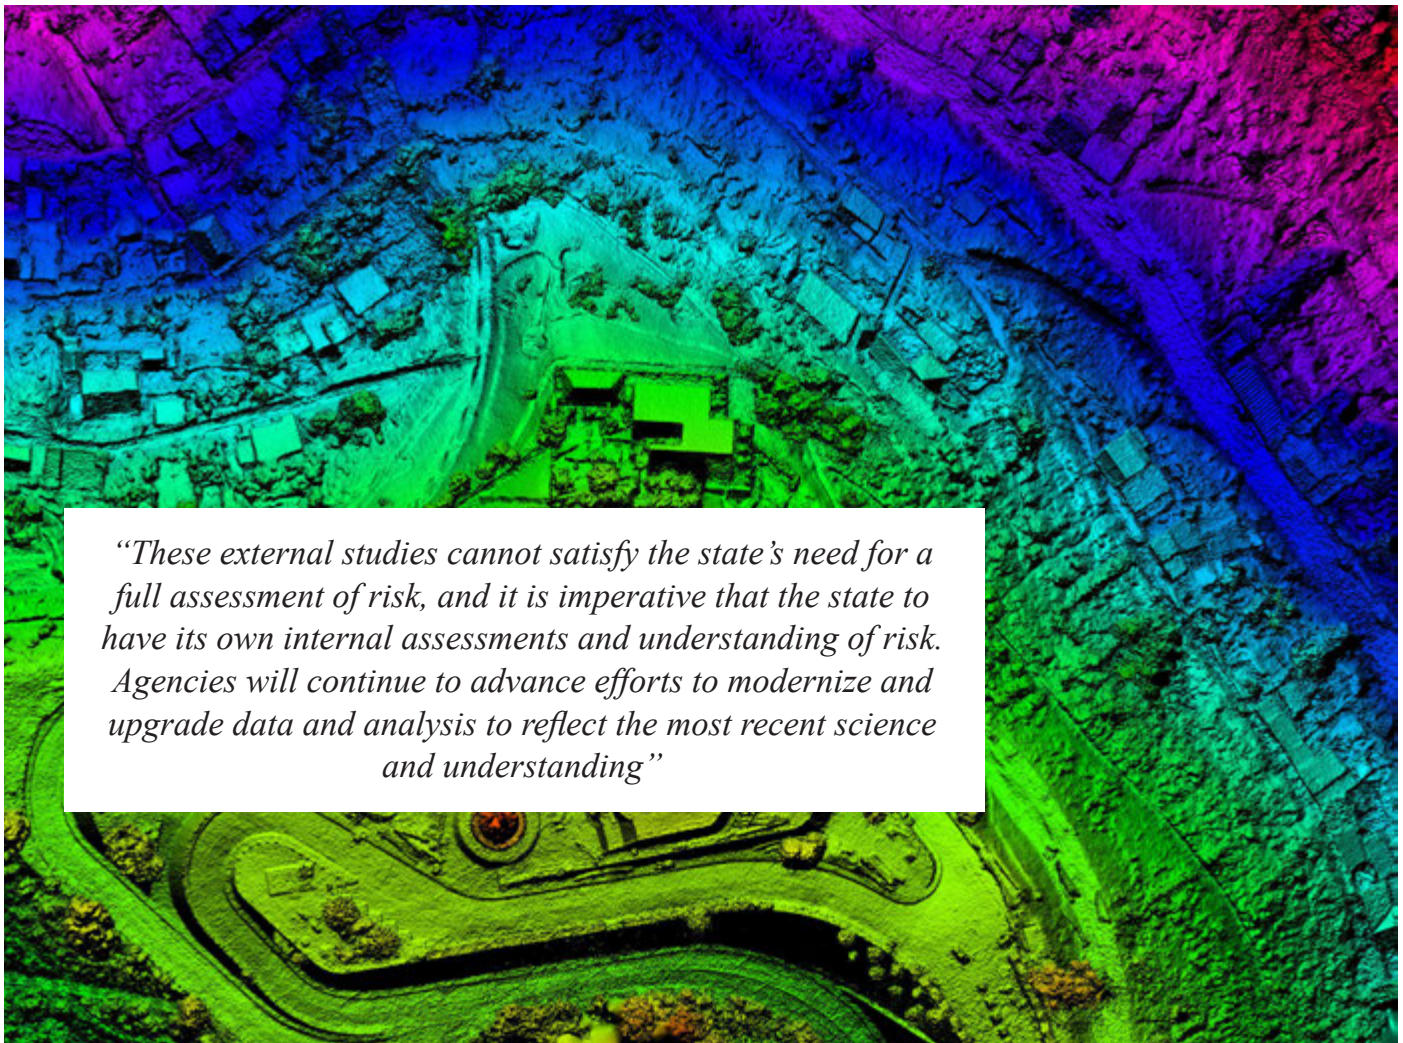 “These external studies cannot satisfy the state’s need for a
full assessment of risk, and it is imperative that the state to
have its own internal assessments and understanding of risk.
Agencies will continue to advance efforts to modernize and
upgrade data and analysis to reflect the most recent science
and understanding”